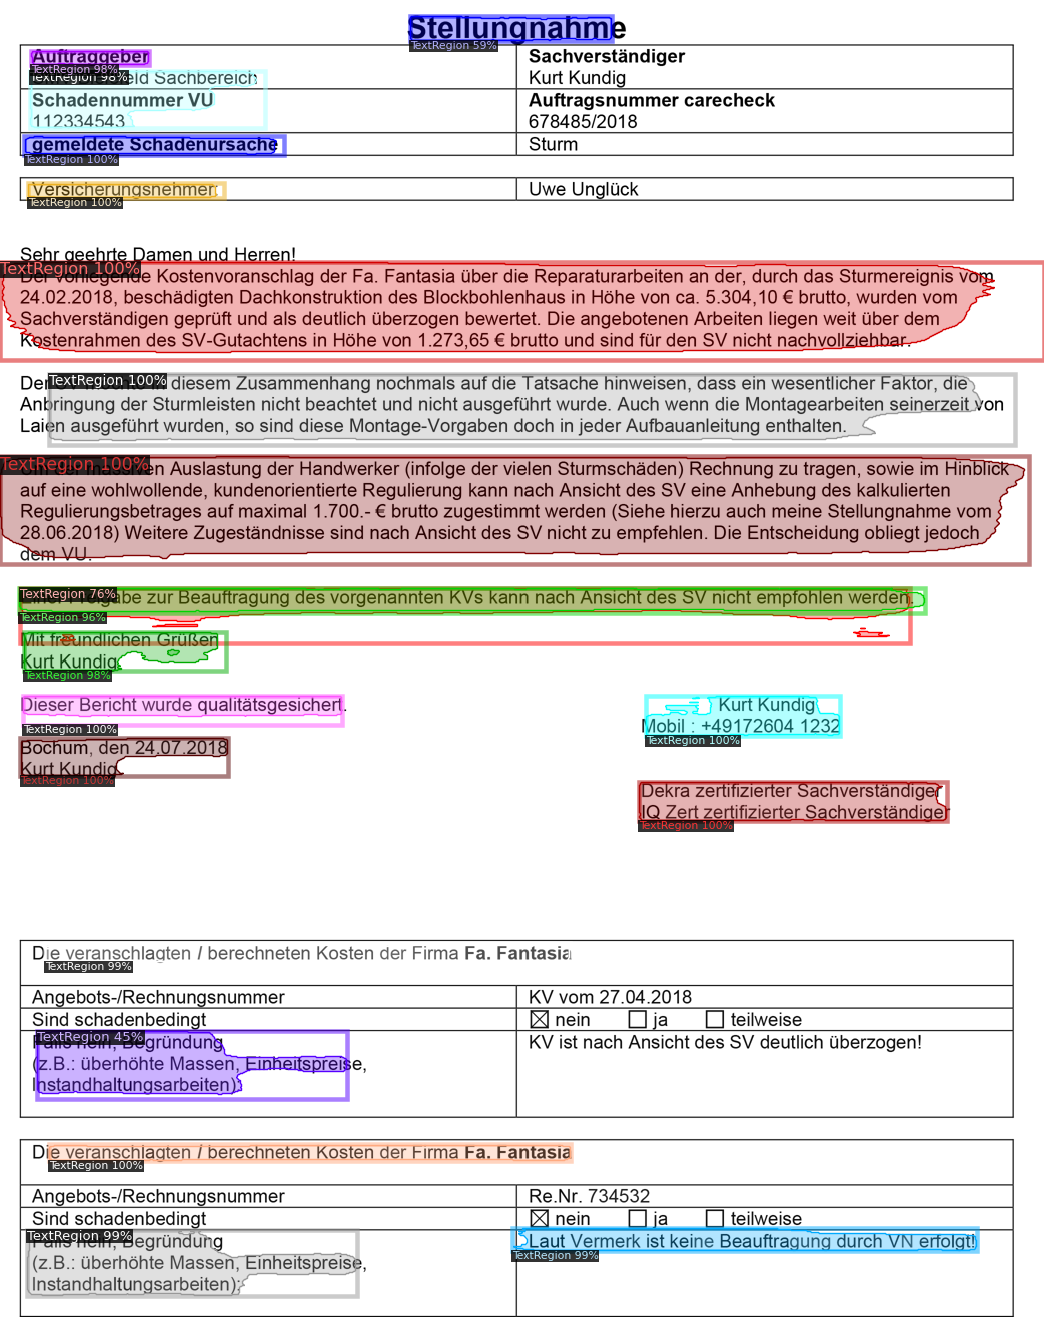 Stellungnahme
TextRegion 59%
Auftraggeber
TextRegion 98%
TextRegion 98%
eld Sachbereich
Sachverständiger
Kurt Kundig
Schadennummer VU
112334543
Auftragsnummer carecheck
678485/2018
gemeldete Schadenursache
TextRegion 100%
Sturm
Versicherungsnehmer:
TextRegion 100%
Uwe Unglück
Sehr geehrte Damen und Herren!
TextRegion 100%
Der vorliegende Kostenvoranschlag der Fa. Fantasia über die Reparaturarbeiten an der, durch das Sturmereignis vom
24.02.2018, beschädigten Dachkonstruktion des Blockbohlenhaus in Höhe von ca. 5.304,10 € brutto, wurden vom
Sachverständigen geprüft und als deutlich überzogen bewertet. Die angebotenen Arbeiten liegen weit über dem
Kostenrahmen des SV-Gutachtens in Höhe von 1.273,65 € brutto und sind für den SV nicht nachvollziehbar.
TextRegion 100%
Der diesem Zusammenhang nochmals auf die Tatsache hinweisen, dass ein wesentlicher Faktor, die
Anbringung der Sturmleisten nicht beachtet und nicht ausgeführt wurde. Auch wenn die Montagearbeiten seinerzeit von
Laien ausgeführt wurden, so sind diese Montage-Vorgaben doch in jeder Aufbauanleitung enthalten.
TextRegion 100%
en Auslastung der Handwerker (infolge der vielen Sturmschäden) Rechnung zu tragen, sowie im Hinblick
auf eine wohlwollende, kundenorientierte Regulierung kann nach Ansicht des SV eine Anhebung des kalkulierten
Regulierungsbetrages auf maximal 1.700.- € brutto zugestimmt werden (Siehe hierzu auch meine Stellungnahme vom
28.06.2018) Weitere Zugeständnisse sind nach Ansicht des SV nicht zu empfehlen. Die Entscheidung obliegt jedoch
dem VU.
TextRegion 76%
Eine Freigabe zur Beauftragung des vorgenannten KVs kann nach Ansicht des SV nicht empfohlen werden.
TextRegion 96%
Mit freundlichen Grüßen
Kurt Kundig
TextRegion 98%
Dieser Bericht wurde qualitätsgesichert.
TextRegion 100%
Kurt Kundig
Mobil : +49172604 1232
TextRegion 100%
Bochum, den 24.07.2018
Kurt Kundig
TextRegion 100%
Dekra zertifizierter Sachverständiger
IQ Zert zertifizierter Sachverständiger
TextRegion 100%
Die veranschlagten / berechneten Kosten der Firma Fa. Fantasia
TextRegion 99%
Angebots-/Rechnungsnummer
KV vom 27.04.2018
Sind schadenbedingt
nein ja teilweise
TextRegion 45%
Falls nein, Begründung
(z.B.: überhöhte Massen, Einheitspreise,
Instandhaltungsarbeiten):
KV ist nach Ansicht des SV deutlich überzogen!
Die veranschlagten / berechneten Kosten der Firma Fa. Fantasia
TextRegion 100%
Angebots-/Rechnungsnummer
Re.Nr. 734532
Sind schadenbedingt
nein ja teilweise
TextRegion 99%
Falls nein, Begründung
(z.B.: überhöhte Massen, Einheitspreise,
Instandhaltungsarbeiten):
Laut Vermerk ist keine Beauftragung durch VN erfolgt!
TextRegion 99%